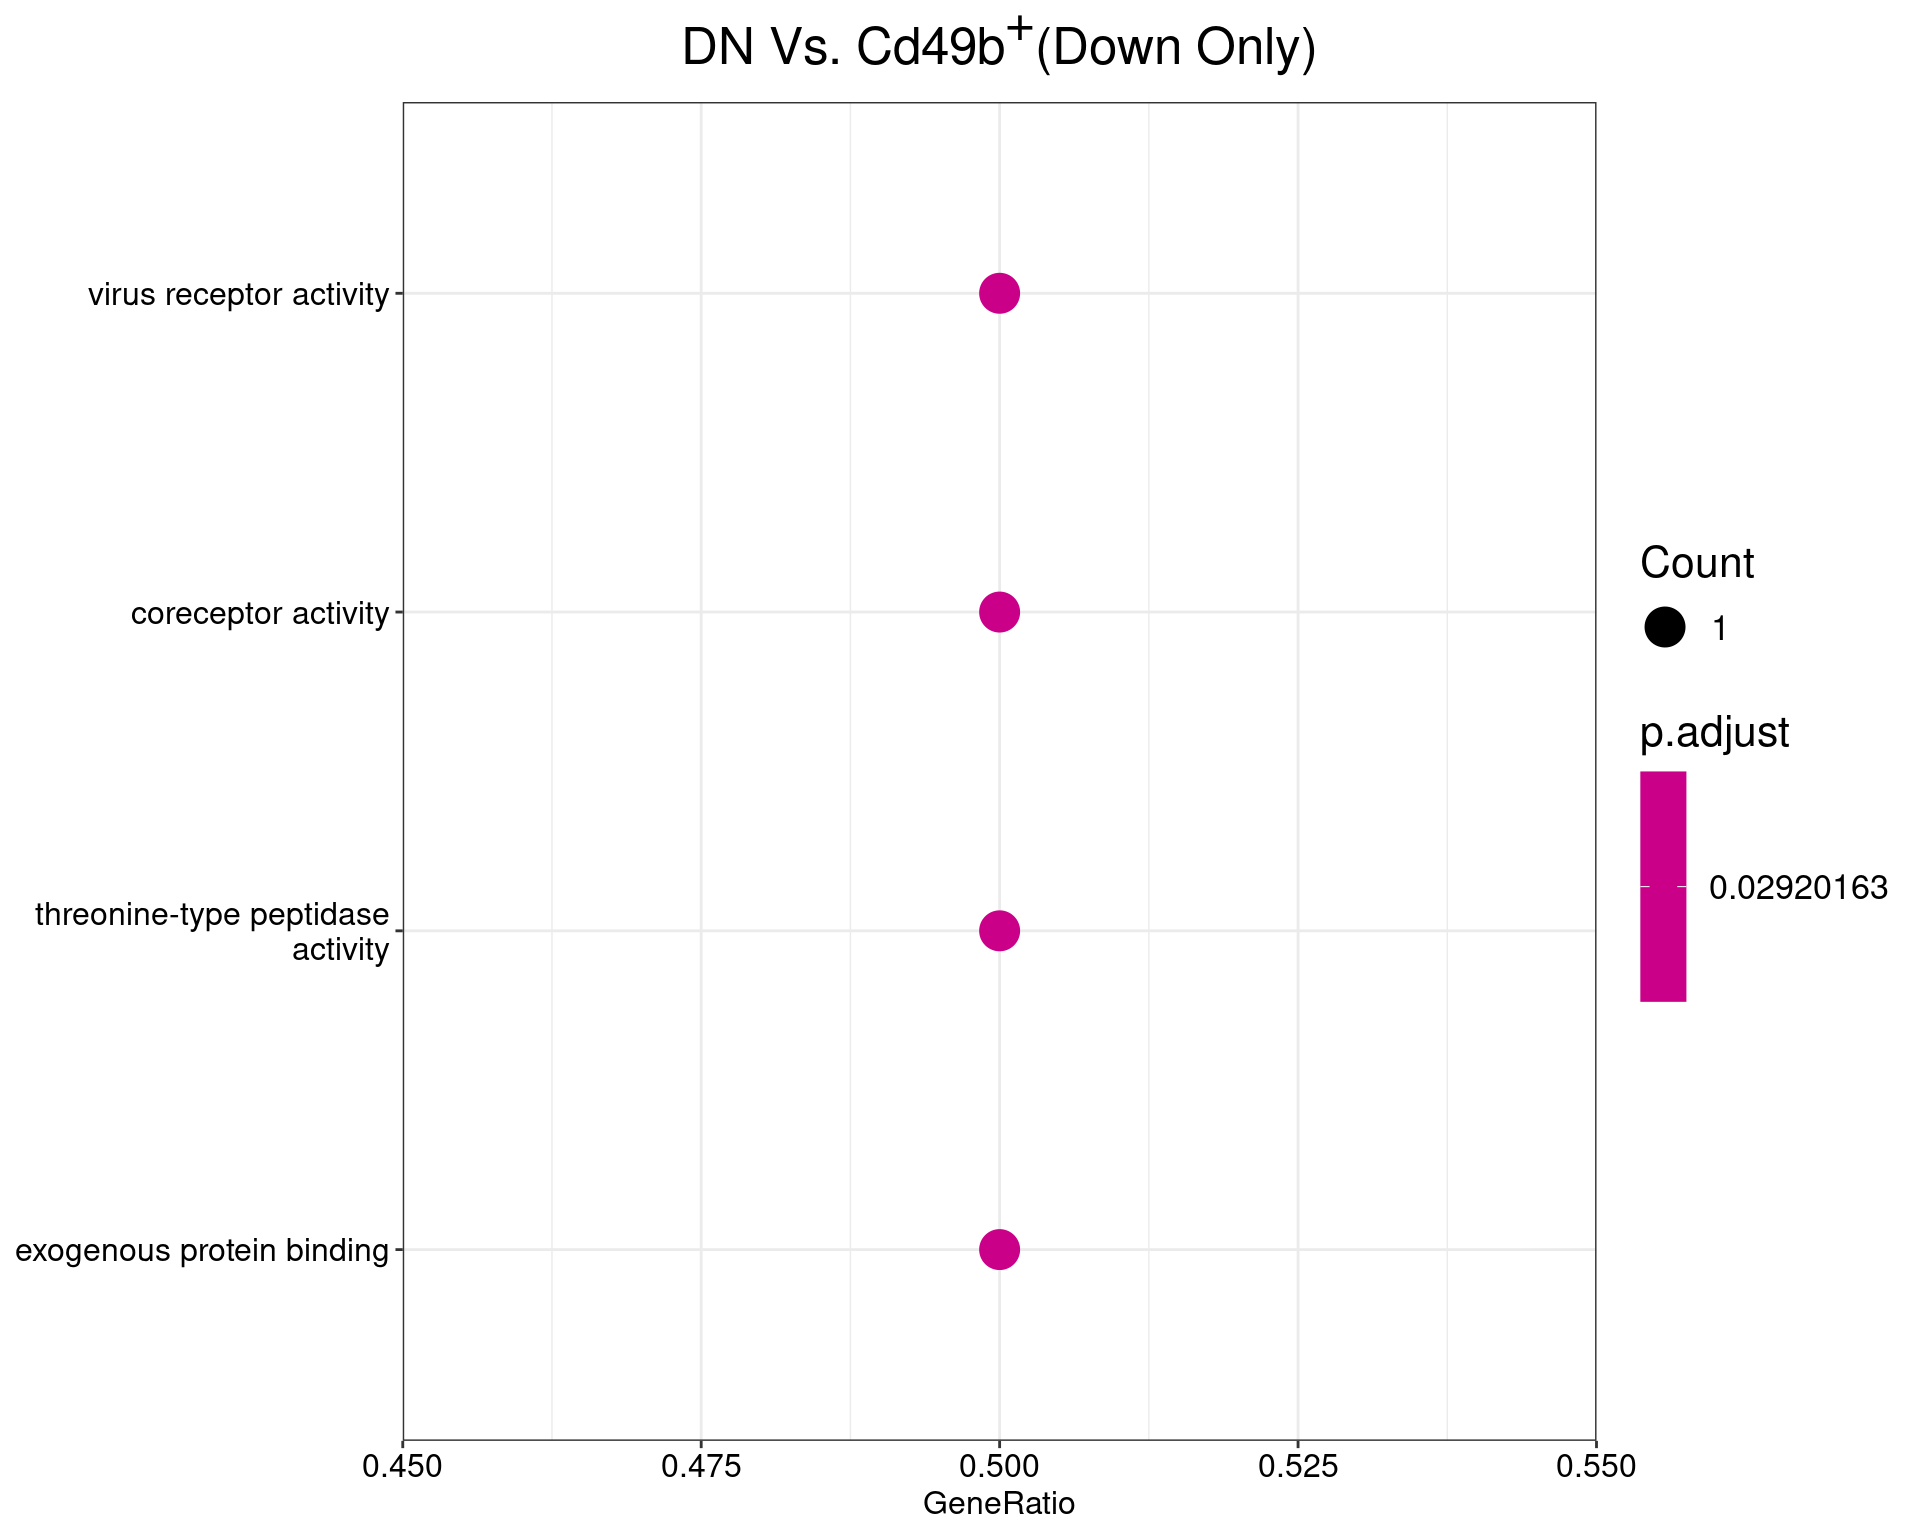 DN Vs. Cd49b+(Down Only)
virus receptor activity
coreceptor activity
threonine-type peptidase
activity
exogenous protein binding
0.450
0.475
0.500
0.525
0.550
GeneRatio
Count
1
p.adjust
0.02920163